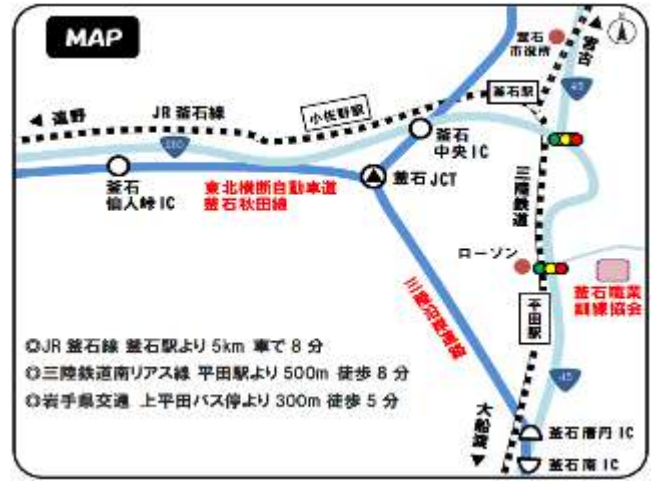 MAP
釜石
市役所
宮古
釜石駅
45
小佐野駅
遠野
JR 釜石線
283
釜石
中央 IC
釜石
仙人峠 IC
東北横断自動車道
釜石秋田線
釜石 JCT
三陸鉄道
ローソン
釜石職業
訓練協会
平田駅
三陸沿岸道路
45
◎JR 釜石線 釜石駅より 5km 車で 8 分
◎三陸鉄道南リアス線 平田駅より 500m 徒歩 8 分
◎岩手県交通 上平田バス停より 300m 徒歩 5 分
大船渡
釜石唐丹 IC
釜石南 IC